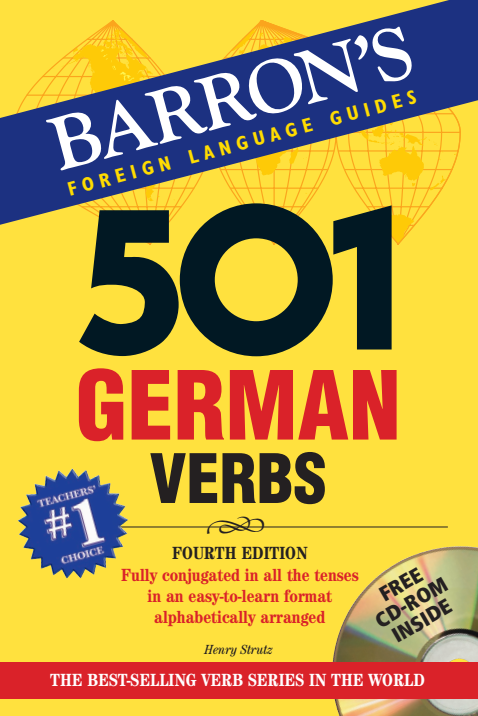 BARRON'S
FOREIGN LANGUAGE GUIDES
501
GERMAN
VERBS
TEACHERS'
#1
CHOICE
FOURTH EDITION
Fully conjugated in all the tenses
in an easy-to-learn format
alphabetically arranged
FREE
CD-ROM
INSIDE
Henry Strutz
THE BEST-SELLING VERB SERIES IN THE WORLD